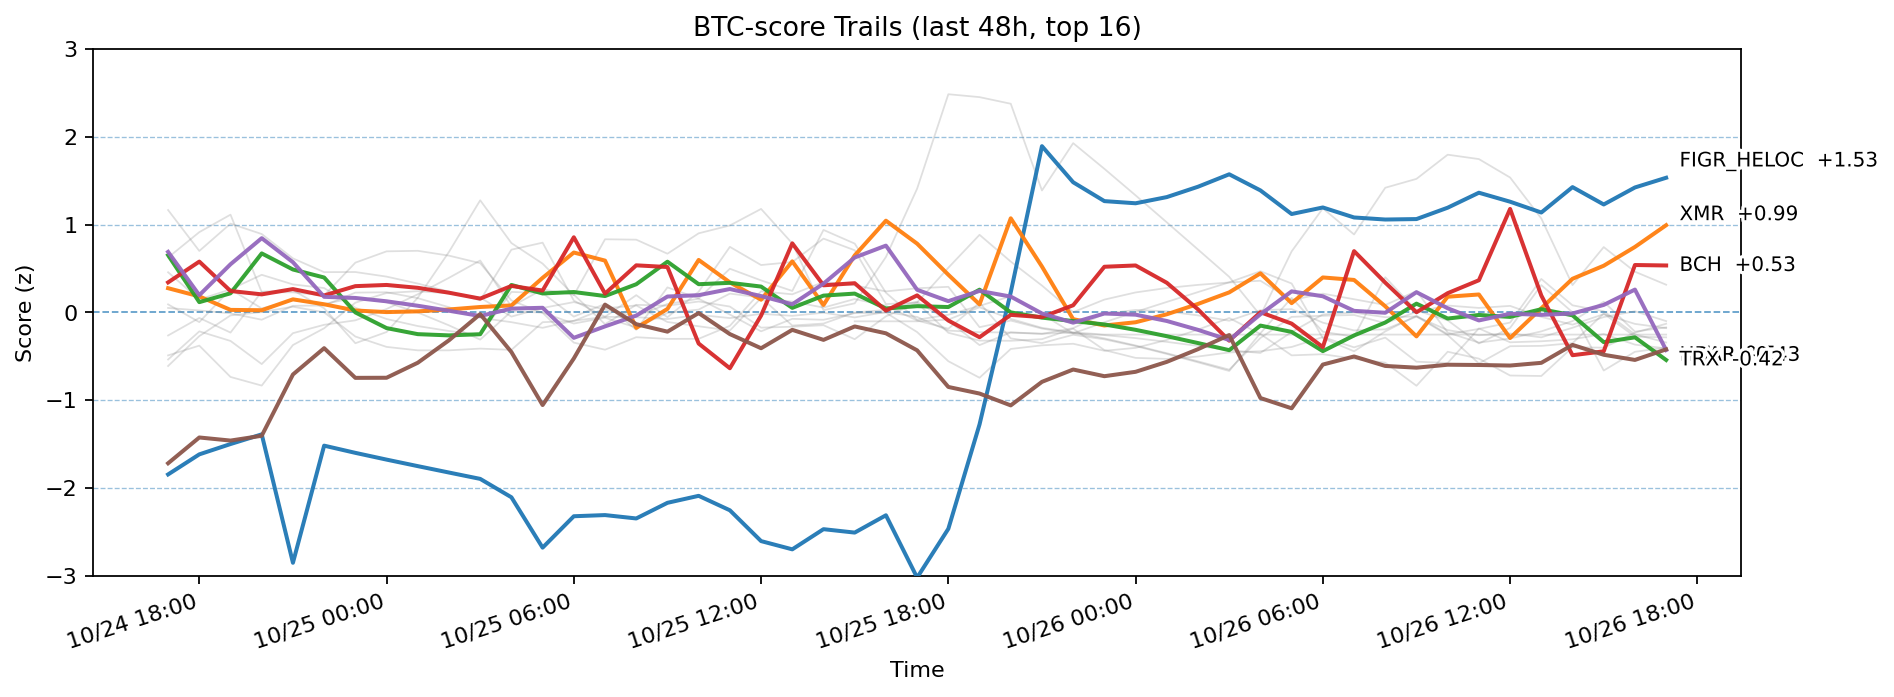 BTC-score Trails (last 48h, top 16)
Score (z)
3
2
1
0
−1
−2
−3
FIGR_HELOC +1.53
XMR +0.99
BCH +0.53
TRX -0.42
10/24 18:00
10/25 00:00
10/25 06:00
10/25 12:00
10/25 18:00
10/26 00:00
10/26 06:00
10/26 12:00
10/26 18:00
Time